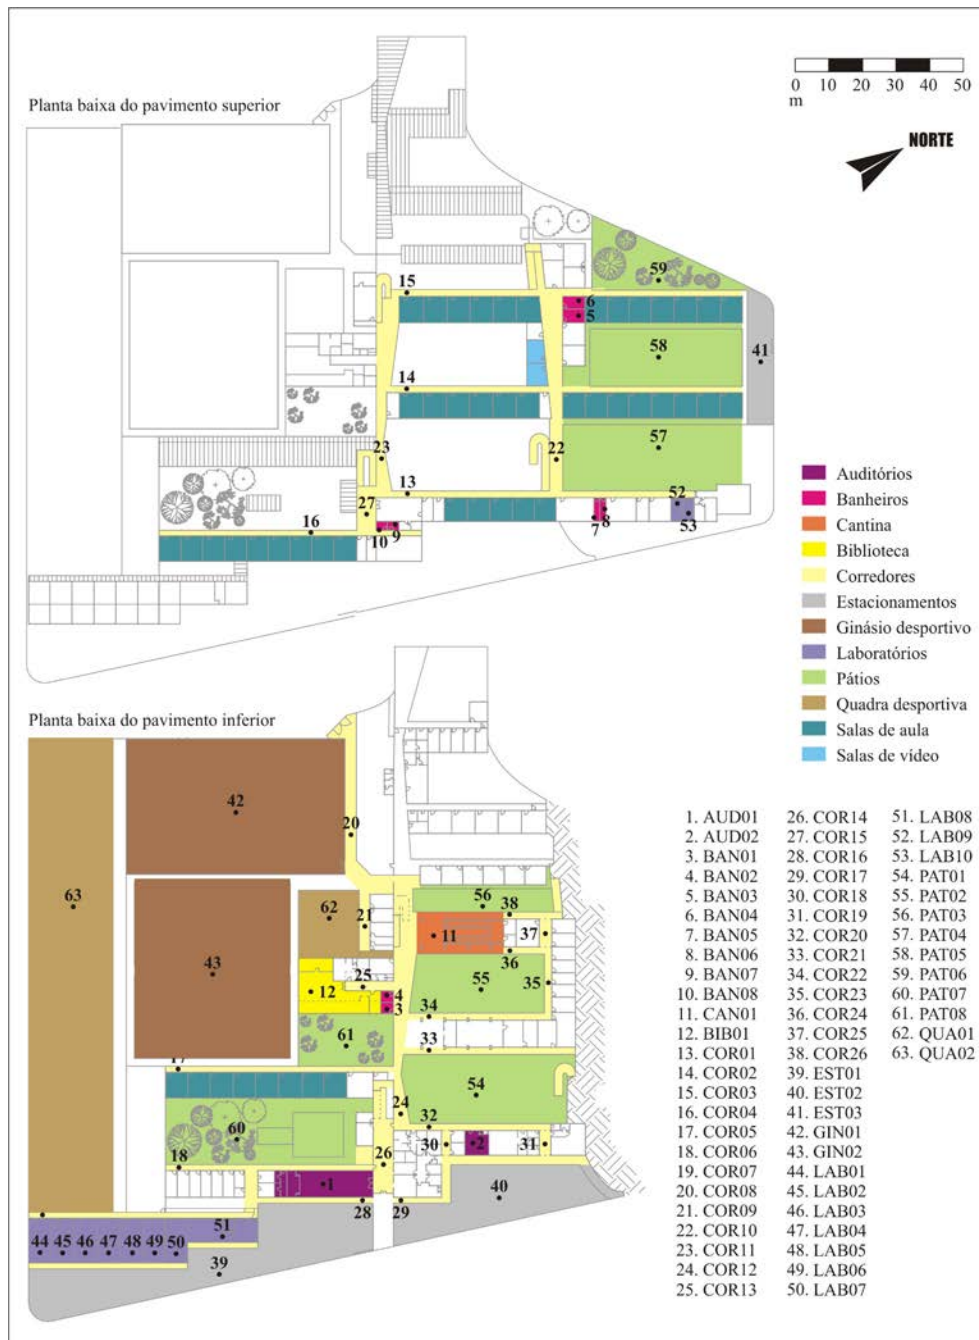 Planta baixa do pavimento superior
0 10 20 30 40 50
m
NORTE
59
15
6
5
58
41
14
57
23
22
13
52
27
16
10
9
7
8
53
Auditórios
Banheiros
Cantina
Biblioteca
Corredores
Estacionamentos
Ginásio desportivo
Laboratórios
Pátios
Quadra desportiva
Salas de aula
Salas de vídeo
Planta baixa do pavimento inferior
42
20
63
56
38
62
21
11
37
36
43
25
55
35
12
4
3
34
61
33
17
54
24
32
60
30
2
31
26
18
1
28
29
40
51
44 45 46 47 48 49 50
39
1. AUD01
2. AUD02
3. BAN01
4. BAN02
5. BAN03
6. BAN04
7. BAN05
8. BAN06
9. BAN07
10. BAN08
11. CAN01
12. BIB01
13. COR01
14. COR02
15. COR03
16. COR04
17. COR05
18. COR06
19. COR07
20. COR08
21. COR09
22. COR10
23. COR11
24. COR12
25. COR13
26. COR14
27. COR15
28. COR16
29. COR17
30. COR18
31. COR19
32. COR20
33. COR21
34. COR22
35. COR23
36. COR24
37. COR25
38. COR26
39. EST01
40. EST02
41. EST03
42. GIN01
43. GIN02
44. LAB01
45. LAB02
46. LAB03
47. LAB04
48. LAB05
49. LAB06
50. LAB07
51. LAB08
52. LAB09
53. LAB10
54. PAT01
55. PAT02
56. PAT03
57. PAT04
58. PAT05
59. PAT06
60. PAT07
61. PAT08
62. QUA01
63. QUA02